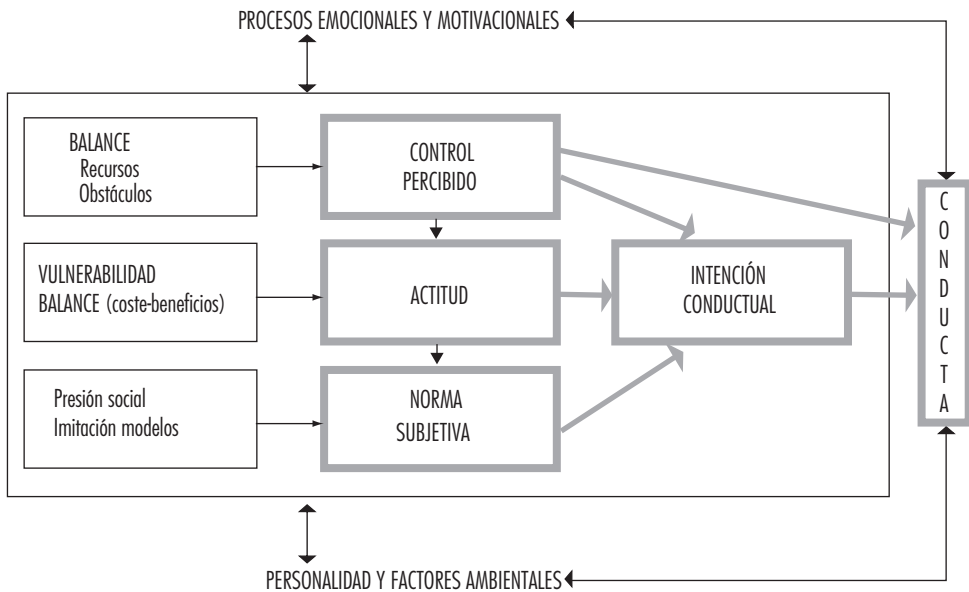 PROCESOS EMOCIONALES Y MOTIVACIONALES
BALANCE
Recursos
Obstáculos
CONTROL
PERCIBIDO
VULNERABILIDAD
BALANCE (coste-beneficios)
ACTITUD
INTENCIÓN
CONDUCTUAL
CONDUCTA
Presión social
Imitación modelos
NORMA
SUBJETIVA
PERSONALIDAD Y FACTORES AMBIENTALES